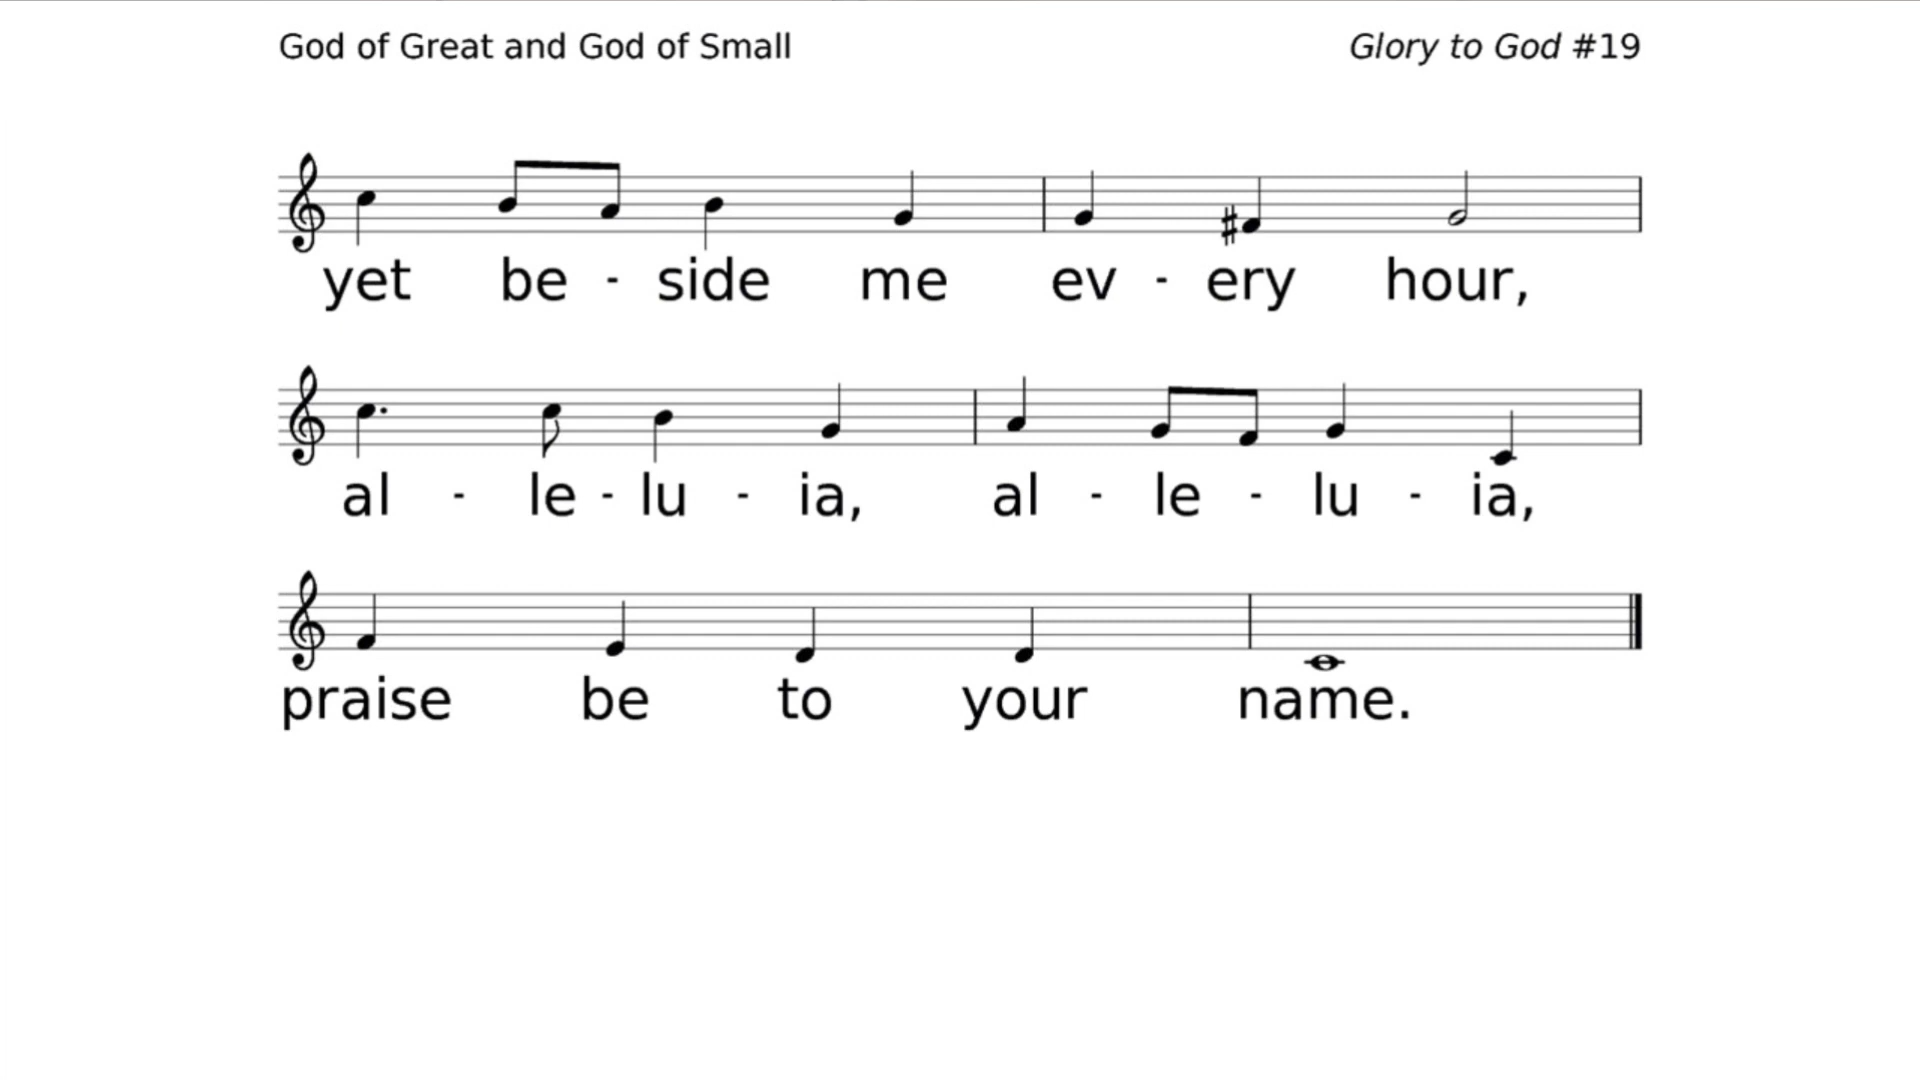 God of Great and God of Small Glory to God #19
yet be - side me ev - ery hour,
al - le - lu - ia, al - le - lu - ia,
praise be to your name.